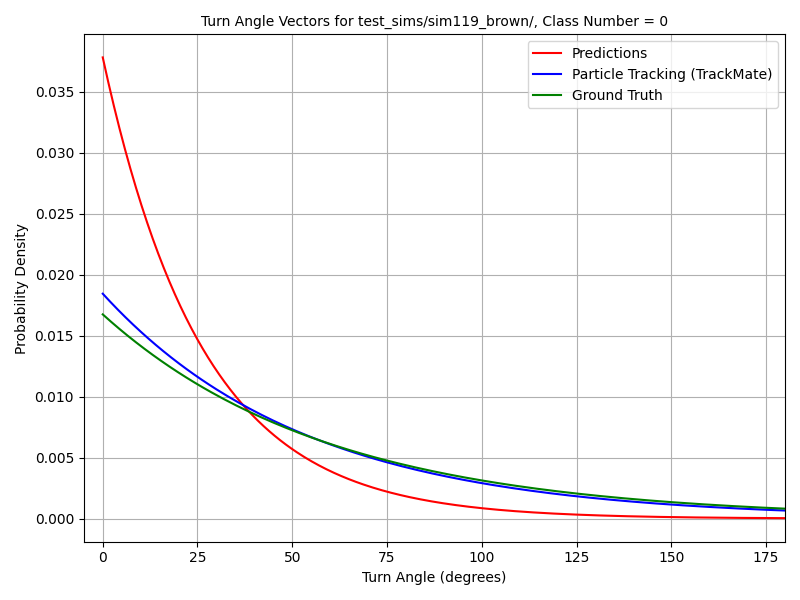 Turn Angle Vectors for test_sims/sim119_brown/, Class Number = 0
Predictions
Particle Tracking (TrackMate)
Ground Truth
Probability Density
0.035
0.030
0.025
0.020
0.015
0.010
0.005
0.000
0 25 50 75 100 125 150 175
Turn Angle (degrees)